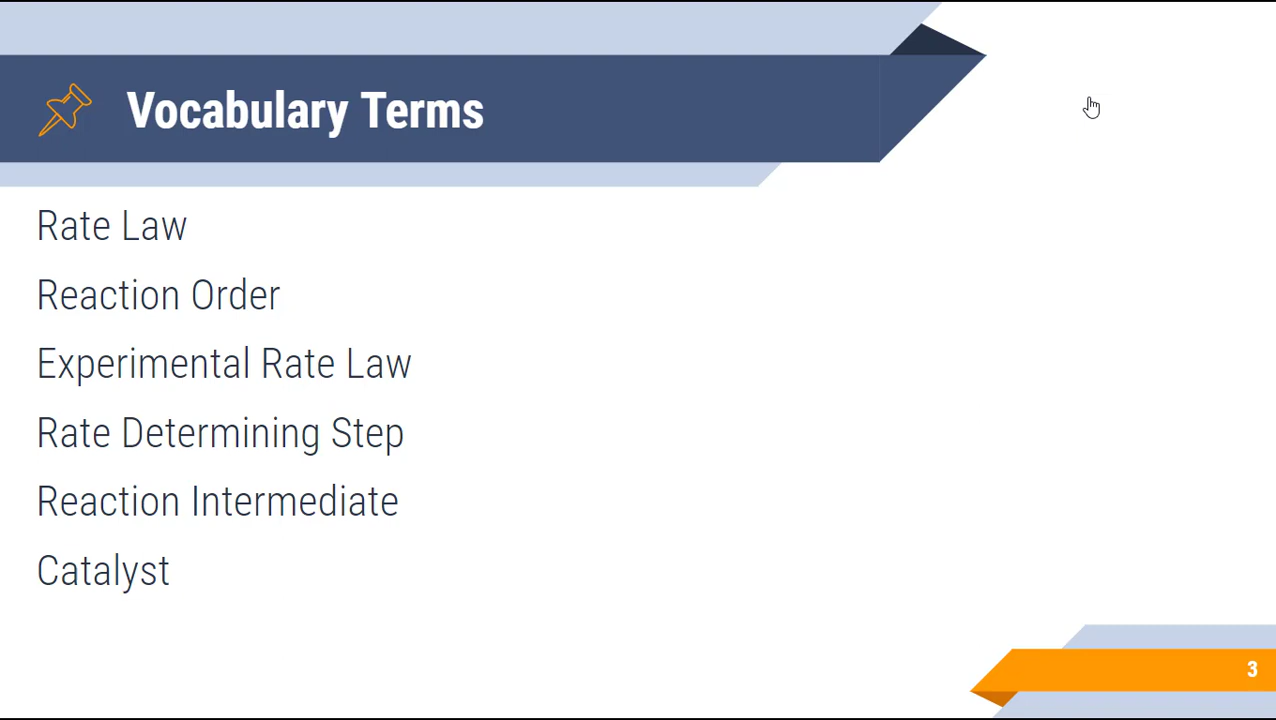 Vocabulary Terms
Rate Law
Reaction Order
Experimental Rate Law
Rate Determining Step
Reaction Intermediate
Catalyst
3